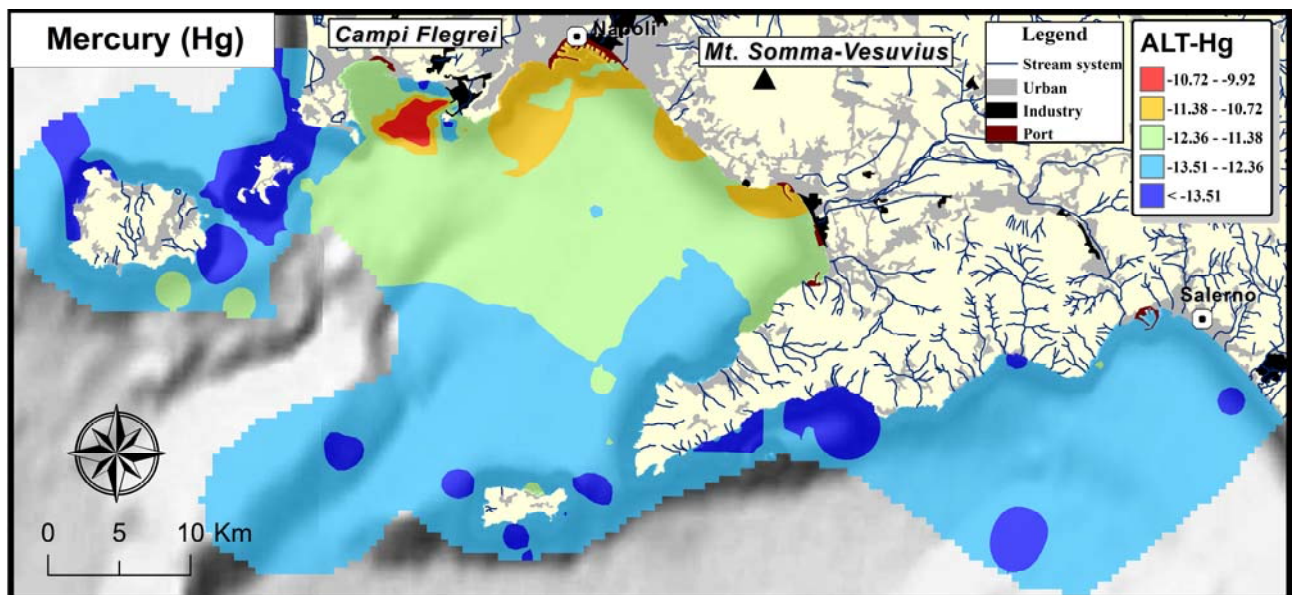 Mercury (Hg)
Campi Flegrei
Napoli
Mt. Somma-Vesuvius
Legend
Stream system
Urban
Industry
Port
ALT-Hg
-10.72 - -9.92
-11.38 - -10.72
-12.36 - -11.38
-13.51 - -12.36
< -13.51
Salerno
0 5 10 Km